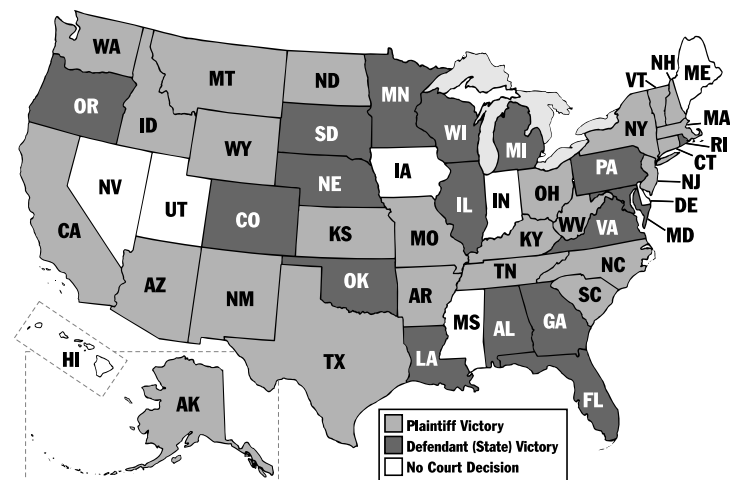 WA
MT
ND
MN
OR
ID
SD
WI
MI
WY
NE
IA
NV
UT
CO
IL
IN
OH
PA
NY
VT
NH
ME
MA
RI
CT
NJ
DE
MD
CA
KS
MO
KY
WV
VA
AZ
NM
OK
AR
TN
NC
SC
MS
AL
GA
TX
LA
FL
HI
AK
Plaintiff Victory
Defendant (State) Victory
No Court Decision